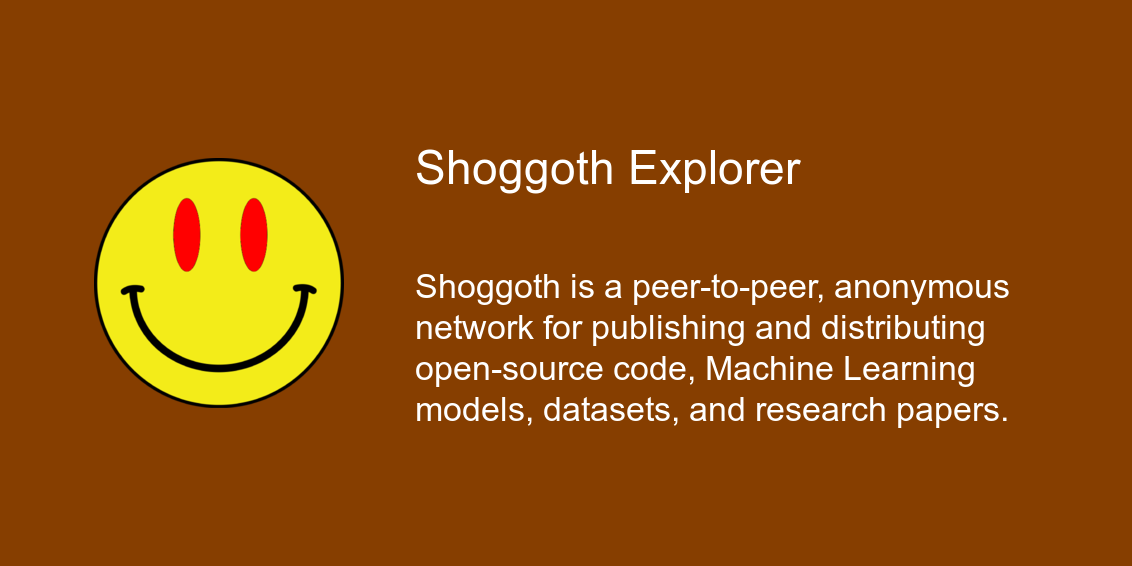 Shoggoth Explorer
Shoggoth is a peer-to-peer, anonymous
network for publishing and distributing
open-source code, Machine Learning
models, datasets, and research papers.